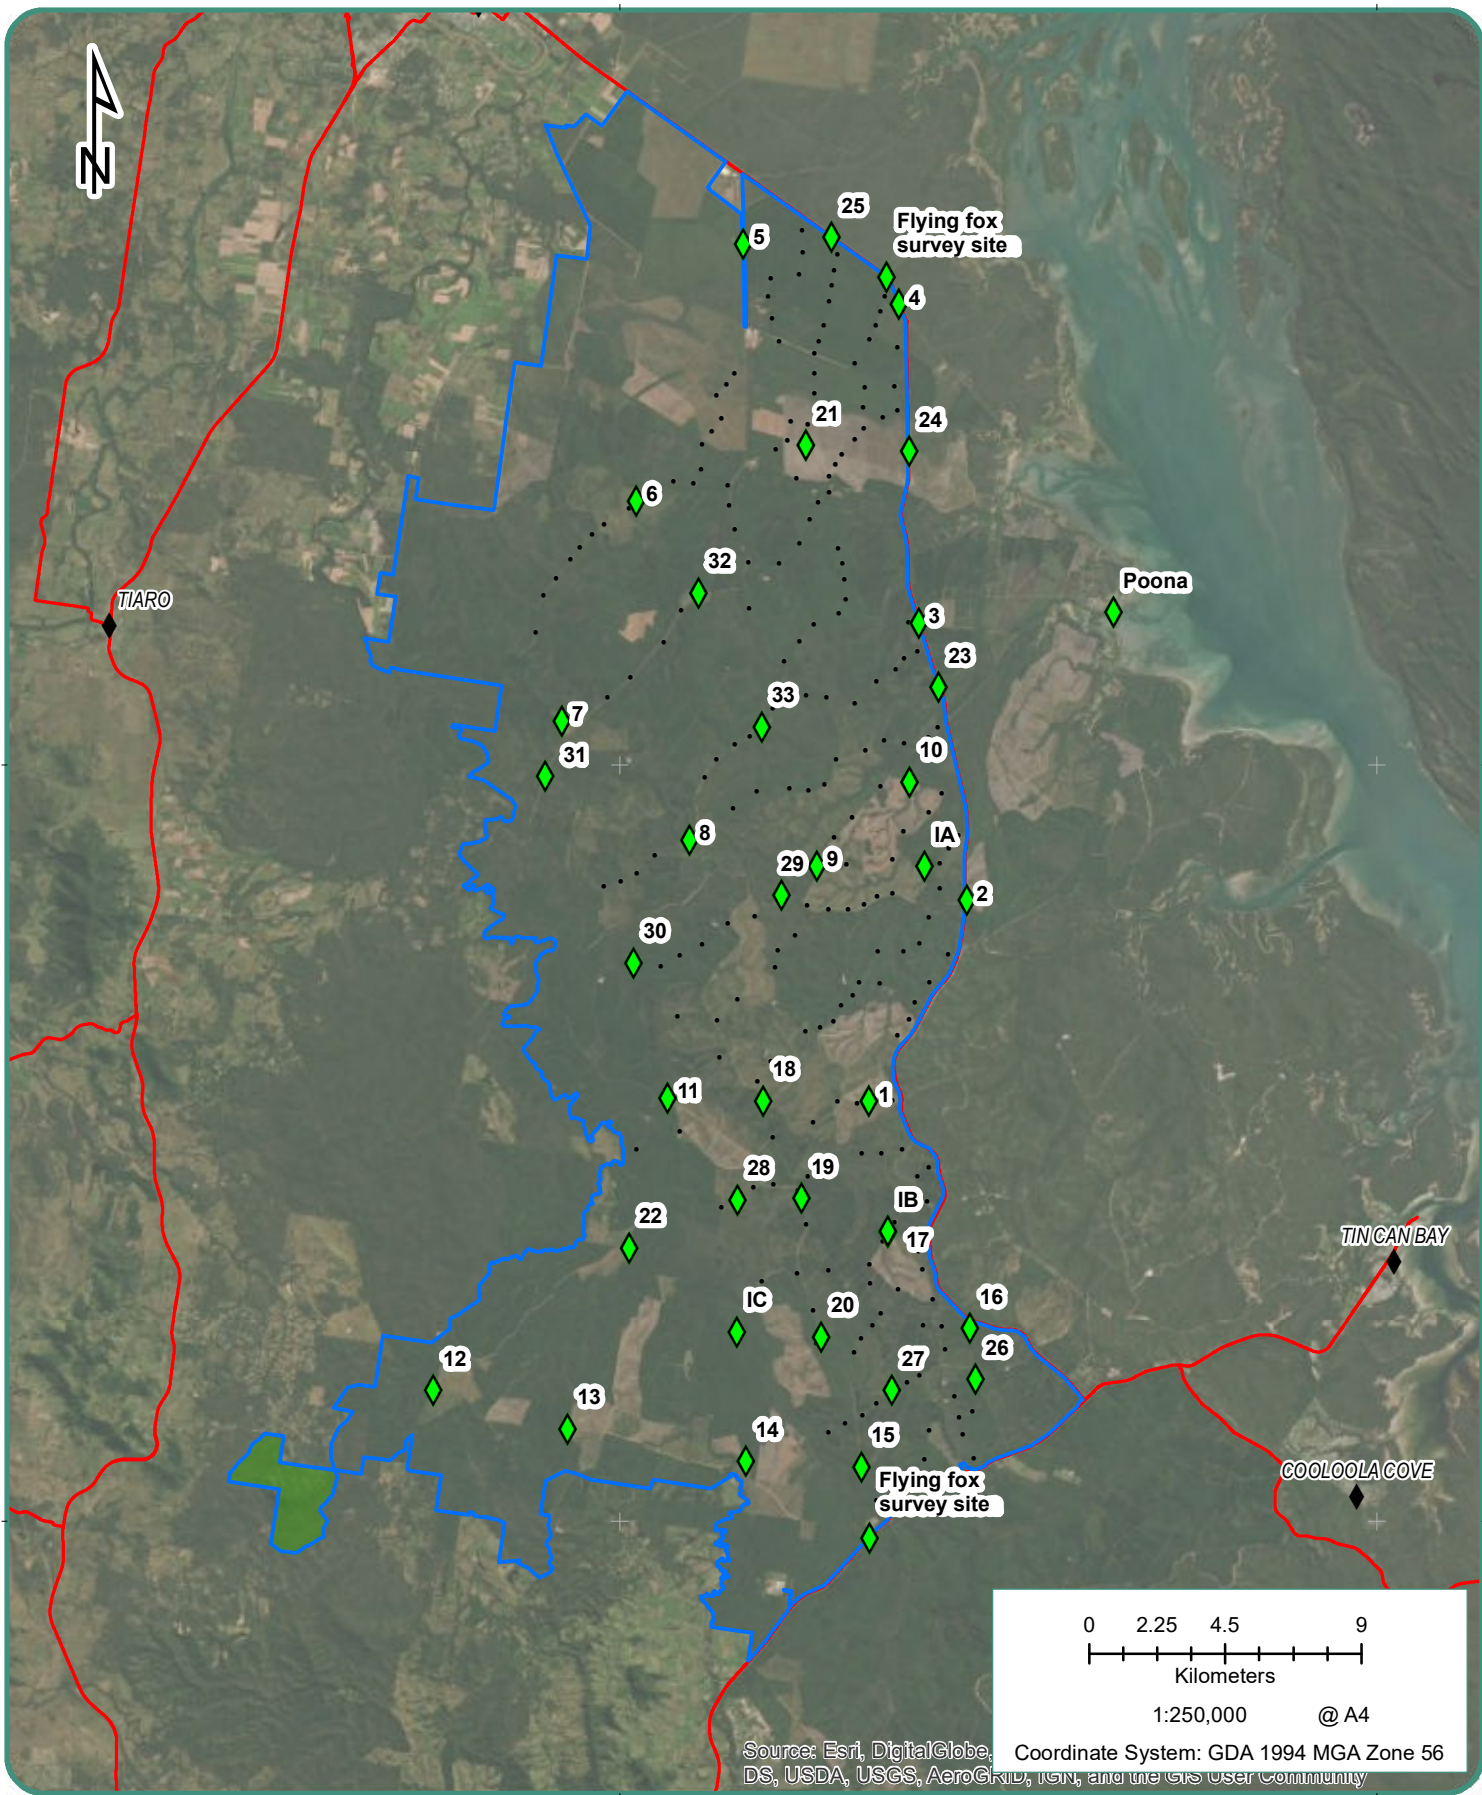 N
25
Flying fox
survey site
5
4
21
24
6
32
Poona
TIARO
3
23
33
7
10
31
8
IA
29
9
2
30
18
11
1
28
19
IB
22
17
TIN CAN BAY
IC
20
16
26
12
27
13
14
15
COOLOOLA COVE
Flying fox
survey site
0 2.25 4.5 9
Kilometers
1:250,000 @ A4
Coordinate System: GDA 1994 MGA Zone 56
Source: Esri, DigitalGlobe,
DS, USDA, USGS, AeroGRID, IGN, and the GIS User Community